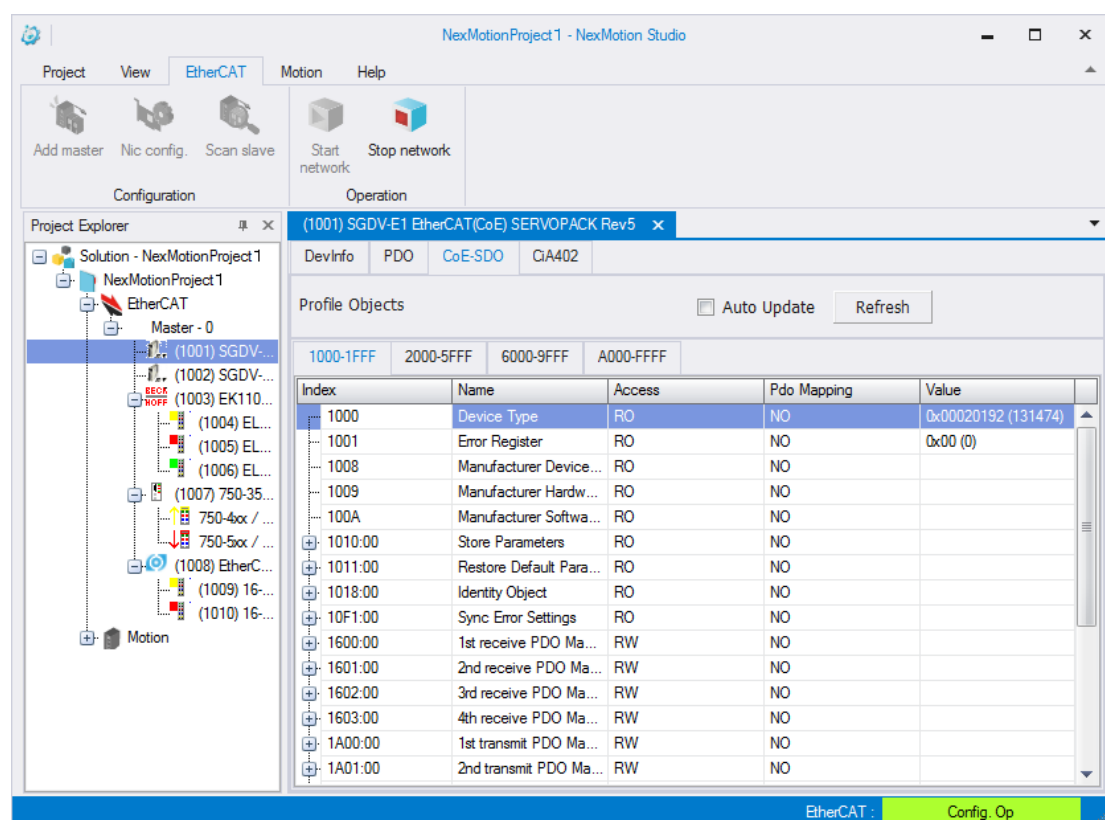 NexMotionProject1 - NexMotion Studio
Project View EtherCAT Motion Help
Add master Nic config. Scan slave Start network Stop network
Configuration Operation
Project Explorer
(1001) SGDV-E1 EtherCAT(CoE) SERVOPACK Rev5
Solution - NexMotionProject1
NexMotionProject1
EtherCAT
Master - 0
(1001) SGDV-...
(1002) SGDV-...
BECK
HOFF
(1003) EK110...
(1004) EL...
(1005) EL...
(1006) EL...
(1007) 750-35...
750-4xx / ...
750-5xx / ...
(1008) EtherC...
(1009) 16-...
(1010) 16-...
Motion
DevInfo PDO CoE-SDO CiA402
Profile Objects Auto Update Refresh
1000-1FFF 2000-5FFF 6000-9FFF A000-FFFF
Index Name Access Pdo Mapping Value
1000 Device Type RO NO 0x00020192 (131474)
1001 Error Register RO NO 0x00 (0)
1008 Manufacturer Device... RO NO
1009 Manufacturer Hardw... RO NO
100A Manufacturer Softwa... RO NO
1010:00 Store Parameters RO NO
1011:00 Restore Default Para... RO NO
1018:00 Identity Object RO NO
10F1:00 Sync Error Settings RO NO
1600:00 1st receive PDO Ma... RW NO
1601:00 2nd receive PDO Ma... RW NO
1602:00 3rd receive PDO Ma... RW NO
1603:00 4th receive PDO Ma... RW NO
1A00:00 1st transmit PDO Ma... RW NO
1A01:00 2nd transmit PDO Ma... RW NO
EtherCAT : Config. Op